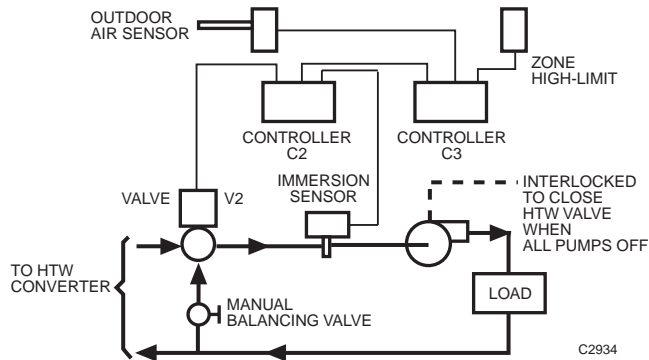 OUTDOOR
AIR SENSOR
ZONE
HIGH-LIMIT
CONTROLLER
C2
CONTROLLER
C3
IMMERSION
SENSOR
VALVE V2
INTERLOCKED
TO CLOSE
HTW VALVE
WHEN
ALL PUMPS OFF
TO HTW
CONVERTER
LOAD
MANUAL
BALANCING VALVE
C2934